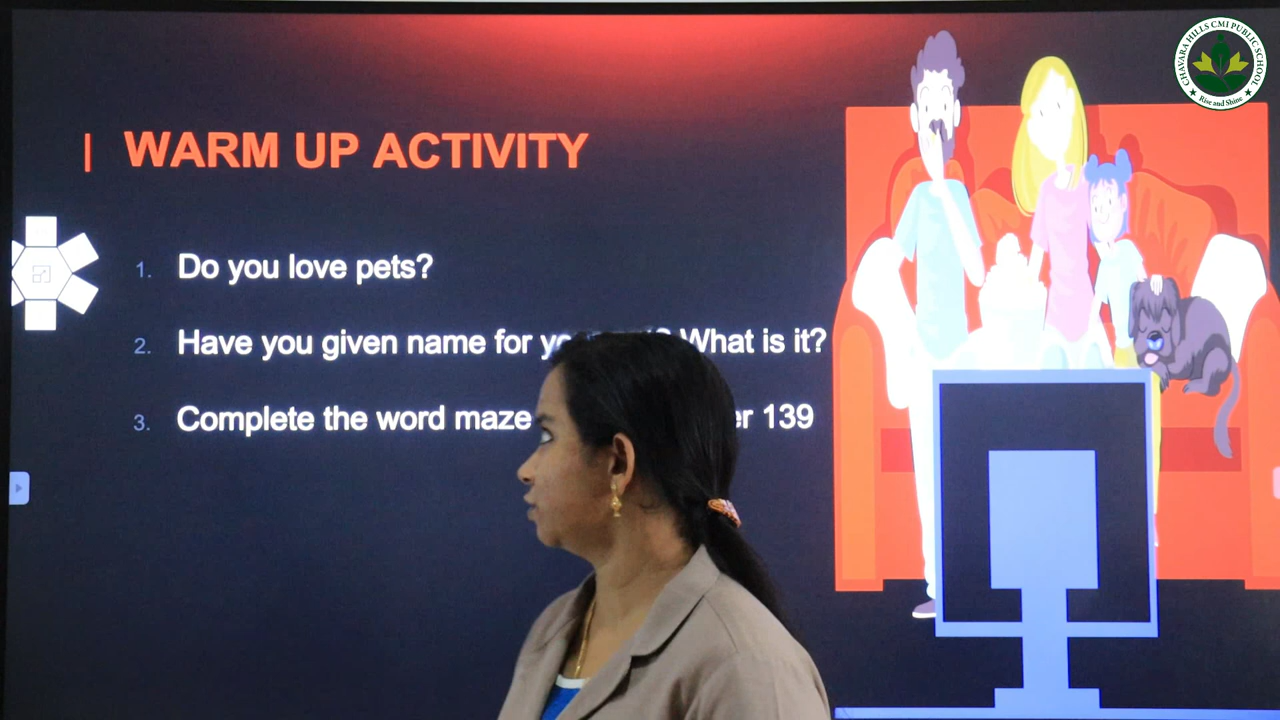 CHAVARA HILLS CMI PUBLIC SCHOOL
Rise and Shine
| WARM UP ACTIVITY
1. Do you love pets?
2. Have you given name for What is it?
3. Complete the word maze 139